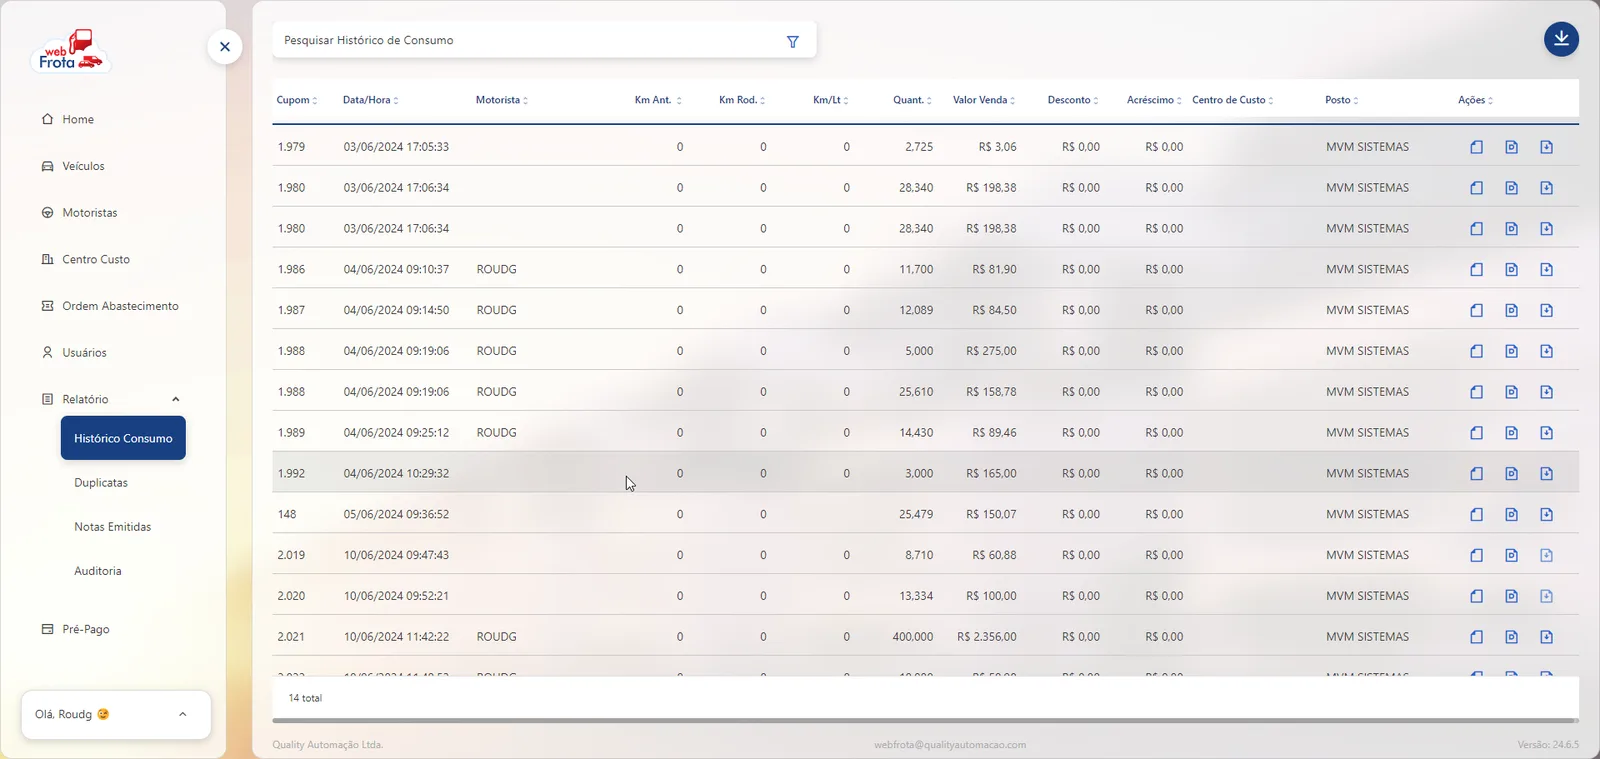 web
Frota
Home
Veículos
Motoristas
Centro Custo
Ordem Abastecimento
Usuários
Relatório
Histórico Consumo
Duplicatas
Notas Emitidas
Auditoria
Pré-Pago
Olá, Roudg 😉
Pesquisar Histórico de Consumo
Cupom Data/Hora Motorista Km Ant. Km Rod. Km/Lt Quant. Valor Venda Desconto Acréscimo Centro de Custo Posto Ações
1.979 03/06/2024 17:05:33 0 0 0 2,725 R$ 3,06 R$ 0,00 R$ 0,00 MVM SISTEMAS
1.980 03/06/2024 17:06:34 0 0 0 28,340 R$ 198,38 R$ 0,00 R$ 0,00 MVM SISTEMAS
1.980 03/06/2024 17:06:34 0 0 0 28,340 R$ 198,38 R$ 0,00 R$ 0,00 MVM SISTEMAS
1.986 04/06/2024 09:10:37 ROUDG 0 0 0 11,700 R$ 81,90 R$ 0,00 R$ 0,00 MVM SISTEMAS
1.987 04/06/2024 09:14:50 ROUDG 0 0 0 12,089 R$ 84,50 R$ 0,00 R$ 0,00 MVM SISTEMAS
1.988 04/06/2024 09:19:06 ROUDG 0 0 0 5,000 R$ 275,00 R$ 0,00 R$ 0,00 MVM SISTEMAS
1.988 04/06/2024 09:19:06 ROUDG 0 0 0 25,610 R$ 158,78 R$ 0,00 R$ 0,00 MVM SISTEMAS
1.989 04/06/2024 09:25:12 ROUDG 0 0 0 14,430 R$ 89,46 R$ 0,00 R$ 0,00 MVM SISTEMAS
1.992 04/06/2024 10:29:32 0 0 0 3,000 R$ 165,00 R$ 0,00 R$ 0,00 MVM SISTEMAS
148 05/06/2024 09:36:52 0 0 0 25,479 R$ 150,07 R$ 0,00 R$ 0,00 MVM SISTEMAS
2.019 10/06/2024 09:47:43 0 0 0 8,710 R$ 60,88 R$ 0,00 R$ 0,00 MVM SISTEMAS
2.020 10/06/2024 09:52:21 0 0 0 13,334 R$ 100,00 R$ 0,00 R$ 0,00 MVM SISTEMAS
2.021 10/06/2024 11:42:22 ROUDG 0 0 0 400,000 R$ 2.356,00 R$ 0,00 R$ 0,00 MVM SISTEMAS
14 total
Quality Automação Ltda. webfrota@qualityautomacao.com Versão: 24.6.5